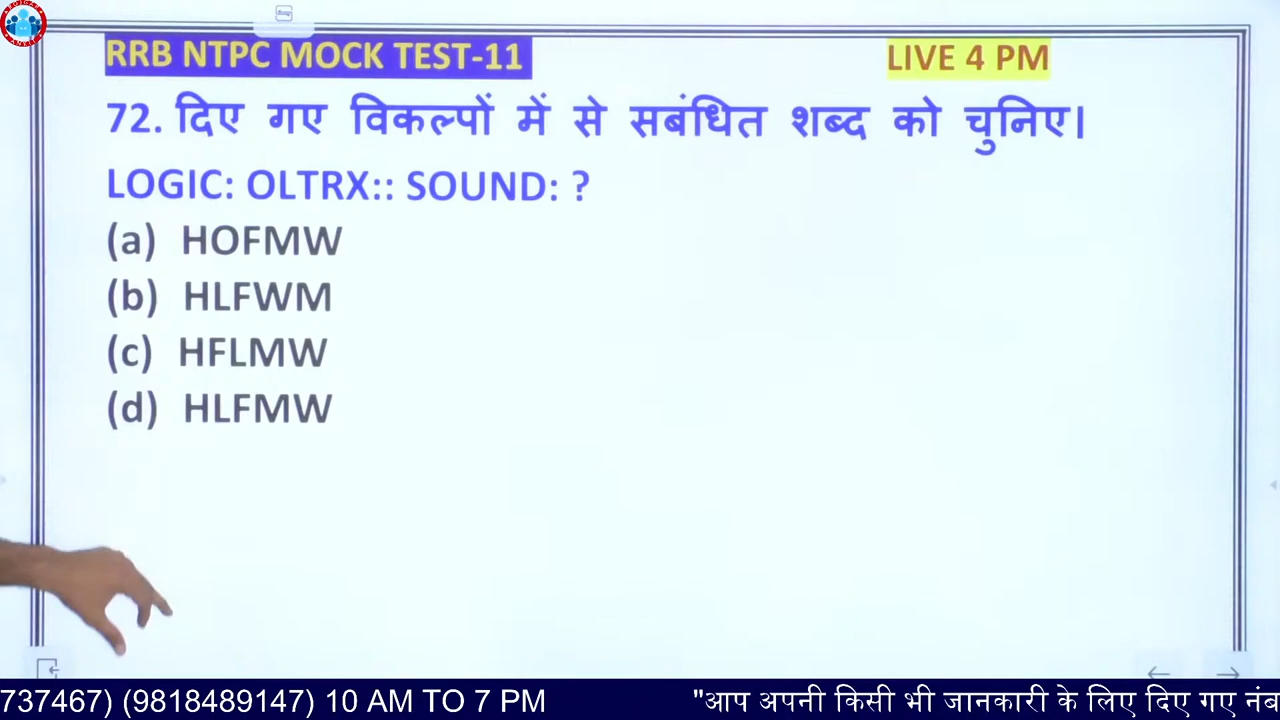 RRB NTPC MOCK TEST-11
LIVE 4 PM
72. दिए गए विकल्पों में से सबंधित शब्द को चुनिए।
LOGIC: OLTRX:: SOUND: ?
(a) HOFMW
(b) HLFWM
(c) HFLMW
(d) HLFMW
737467) (9818489147) 10 AM TO 7 PM "आप अपनी किसी भी जानकारी के लिए दिए गए नंब